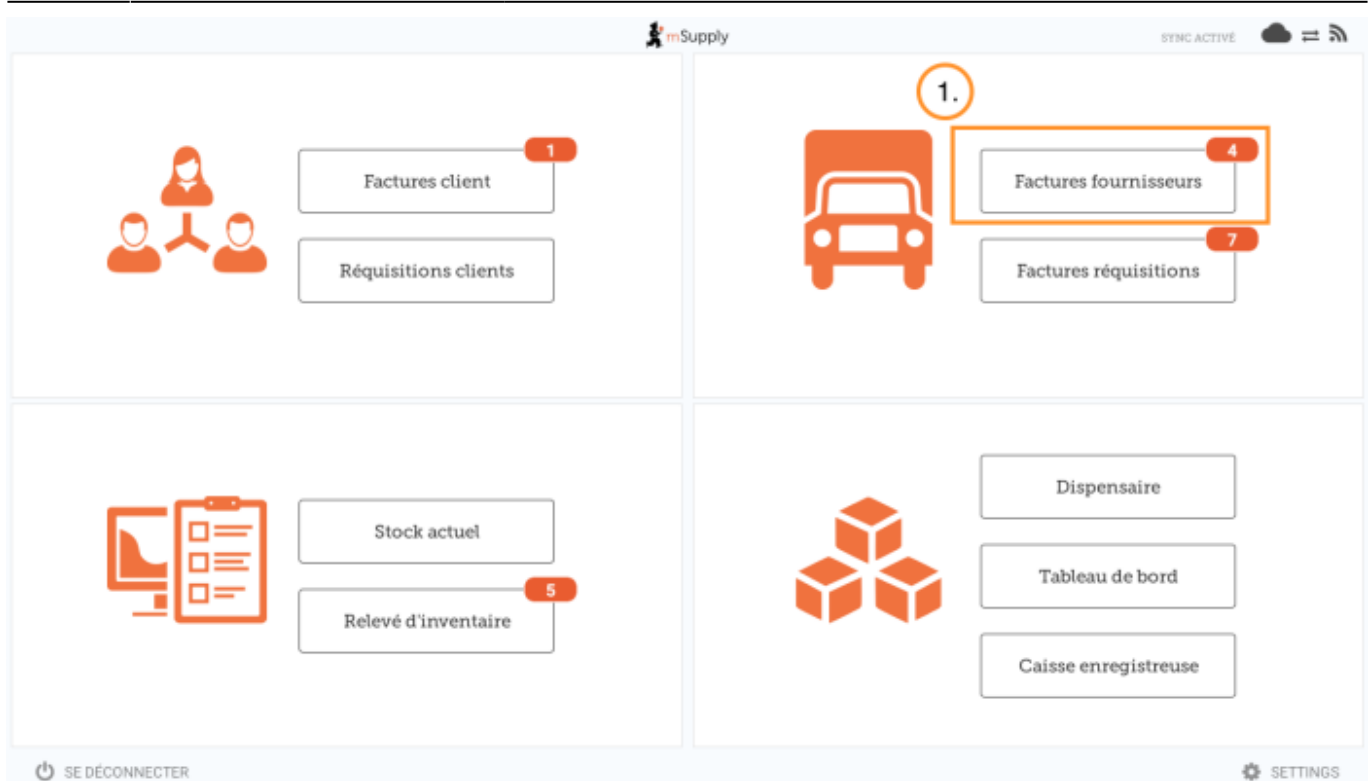 mSupply
SYNC ACTIVÉ
1
Factures client
Réquisitions clients
1.
4
Factures fournisseurs
7
Factures réquisitions
Stock actuel
5
Relevé d'inventaire
Dispensaire
Tableau de bord
Caisse enregistreuse
SE DÉCONNECTER
SETTINGS